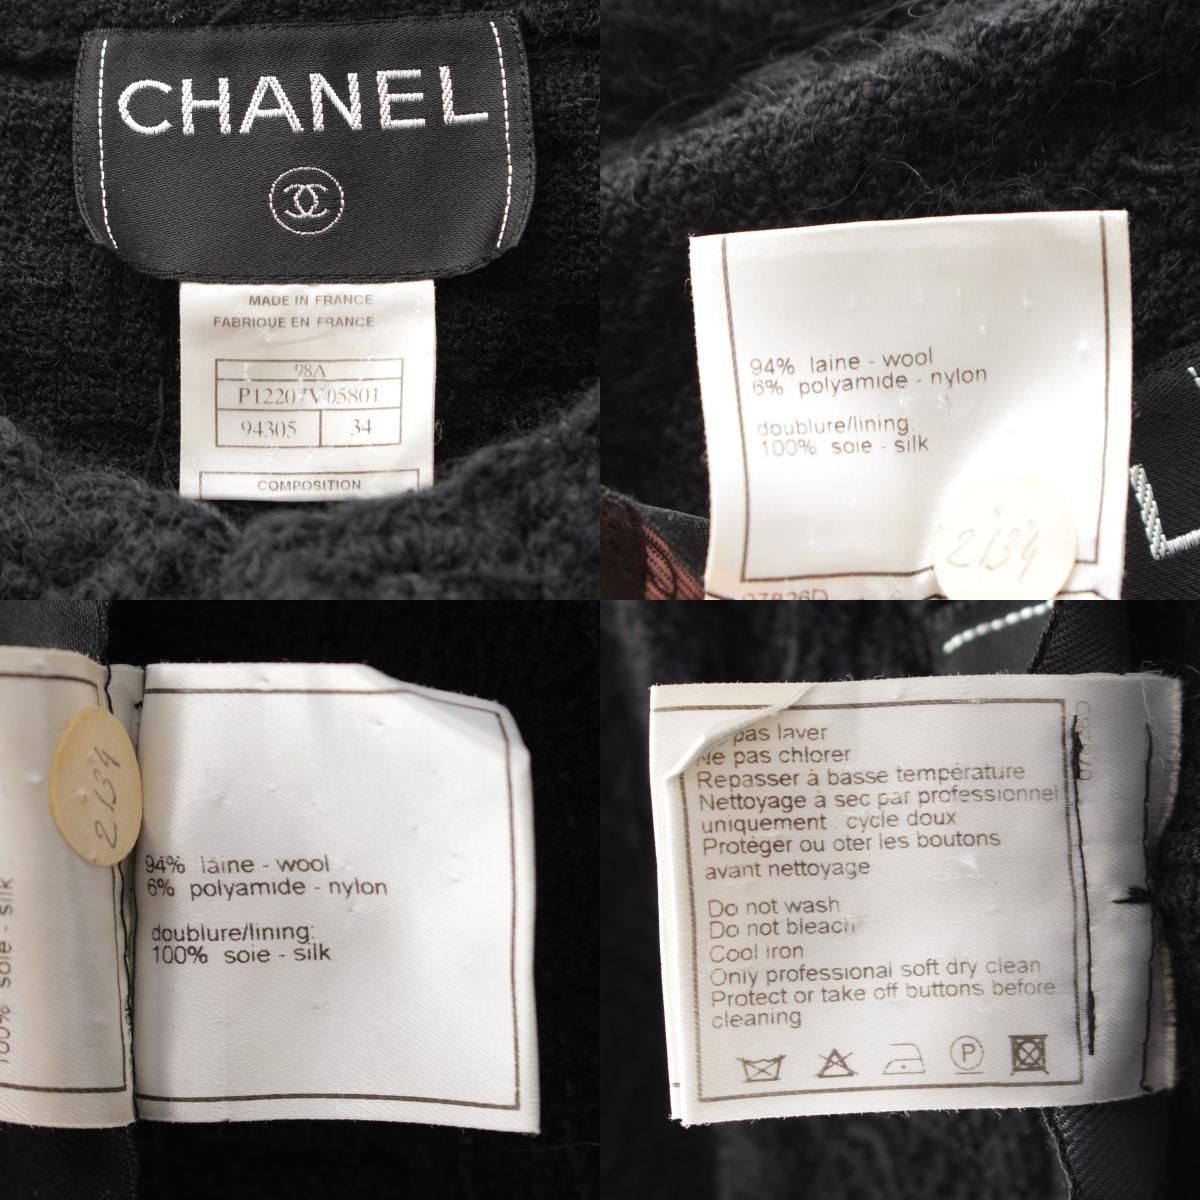 CHANEL
MADE IN FRANCE
FABRIQUE EN FRANCE
98A
P12207V05801
94305 34
COMPOSITION
94% laine - wool
6% polyamide - nylon
doublure/lining:
100% soie - silk
2134
97826D
2134
100% soie - silk
94% laine - wool
6% polyamide - nylon
doublure/lining:
100% soie - silk
pas laver
Ne pas chlorer
Repasser à basse température
Nettoyage à sec par professionnel
uniquement : cycle doux
Protéger ou oter les boutons
avant nettoyage
Do not wash
Do not bleach
Cool iron
Only professional soft dry clean
Protect or take off buttons before
cleaning
P